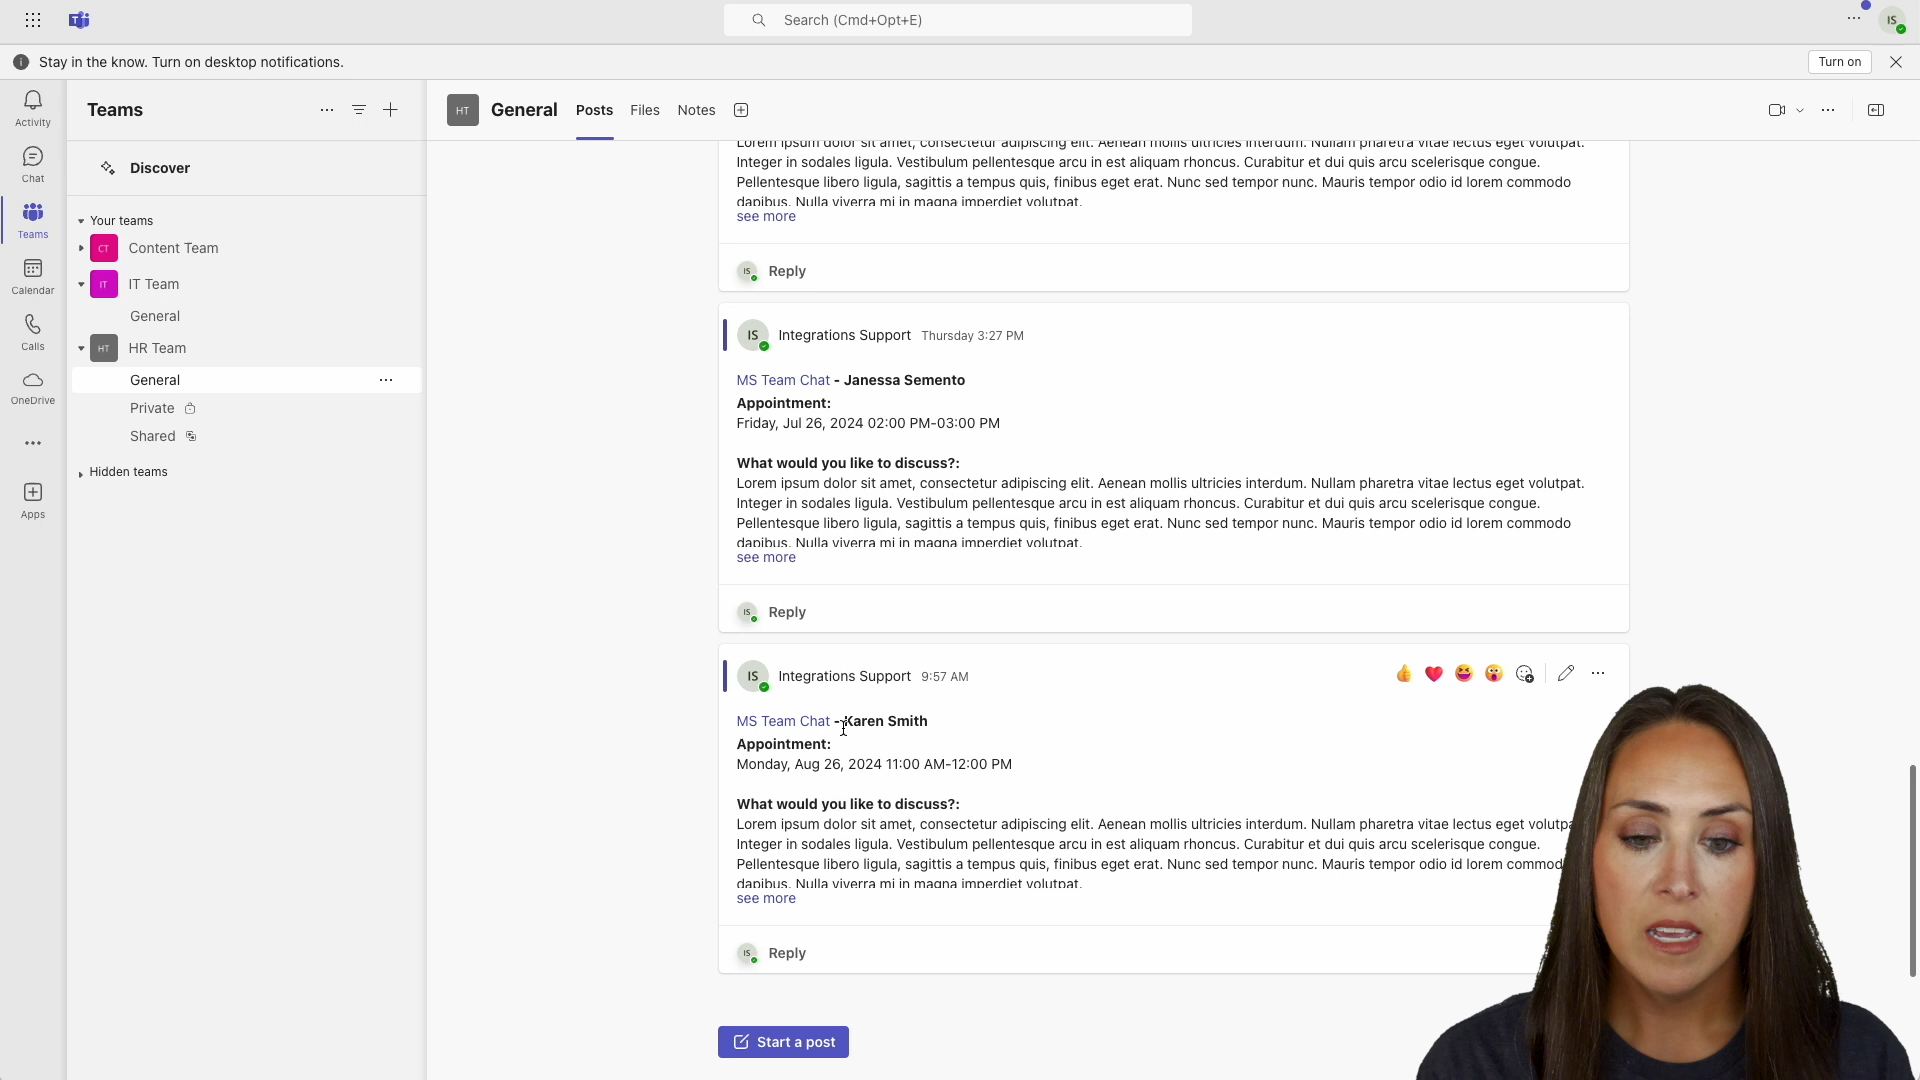 Search (Cmd+Opt+E)
IS
Stay in the know. Turn on desktop notifications.
Turn on
Activity
Chat
Teams
Calendar
Calls
OneDrive
Apps
Teams
Discover
Your teams
CT Content Team
IT IT Team
General
HT HR Team
General
Private
Shared
Hidden teams
HT General Posts Files Notes
Lorem ipsum dolor sit amet, consectetur adipiscing elit. Aenean mollis ultricies interdum. Nullam pharetra vitae lectus eget volutpat.
Integer in sodales ligula. Vestibulum pellentesque arcu in est aliquam rhoncus. Curabitur et dui quis arcu scelerisque congue.
Pellentesque libero ligula, sagittis a tempus quis, finibus eget erat. Nunc sed tempor nunc. Mauris tempor odio id lorem commodo
dapibus. Nulla viverra mi in magna imperdiet volutpat.
see more
IS Reply
IS Integrations Support Thursday 3:27 PM
MS Team Chat - Janessa Semento
Appointment:
Friday, Jul 26, 2024 02:00 PM-03:00 PM
What would you like to discuss?:
Lorem ipsum dolor sit amet, consectetur adipiscing elit. Aenean mollis ultricies interdum. Nullam pharetra vitae lectus eget volutpat.
Integer in sodales ligula. Vestibulum pellentesque arcu in est aliquam rhoncus. Curabitur et dui quis arcu scelerisque congue.
Pellentesque libero ligula, sagittis a tempus quis, finibus eget erat. Nunc sed tempor nunc. Mauris tempor odio id lorem commodo
dapibus. Nulla viverra mi in magna imperdiet volutpat.
see more
IS Reply
IS Integrations Support 9:57 AM
MS Team Chat - Karen Smith
Appointment:
Monday, Aug 26, 2024 11:00 AM-12:00 PM
What would you like to discuss?:
Lorem ipsum dolor sit amet, consectetur adipiscing elit. Aenean mollis ultricies interdum. Nullam pharetra vitae lectus eget volutpa
Integer in sodales ligula. Vestibulum pellentesque arcu in est aliquam rhoncus. Curabitur et dui quis arcu scelerisque congue.
Pellentesque libero ligula, sagittis a tempus quis, finibus eget erat. Nunc sed tempor nunc. Mauris tempor odio id lorem commod
dapibus. Nulla viverra mi in magna imperdiet volutpat.
see more
IS Reply
Start a post